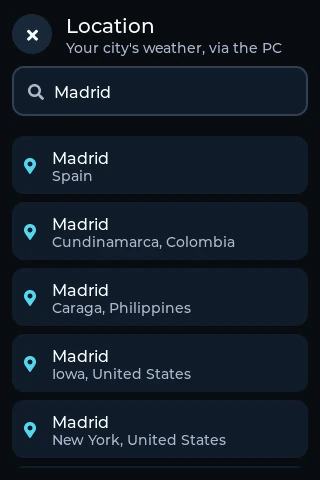 Location
Your city's weather, via the PC
Madrid
Madrid
Spain
Madrid
Cundinamarca, Colombia
Madrid
Caraga, Philippines
Madrid
Iowa, United States
Madrid
New York, United States